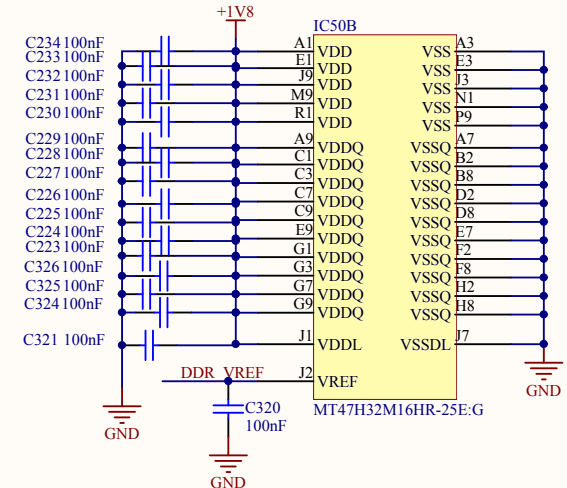 +1V8
IC50B
C234 100nF A1 VDD VSS A3
C233 100nF E1 VDD VSS E3
C232 100nF J9 VDD VSS J3
C231 100nF M9 VDD VSS N1
C230 100nF R1 VDD VSS P9
C229 100nF A9 VDDQ VSSQ A7
C228 100nF C1 VDDQ VSSQ B2
C227 100nF C3 VDDQ VSSQ B8
C226 100nF C7 VDDQ VSSQ D2
C225 100nF C9 VDDQ VSSQ D8
C224 100nF E9 VDDQ VSSQ E7
C223 100nF G1 VDDQ VSSQ F2
C326 100nF G3 VDDQ VSSQ F8
C325 100nF G7 VDDQ VSSQ H2
C324 100nF G9 VDDQ VSSQ H8
C321 100nF J1 VDDL VSSDL J7
DDR_VREF J2 VREF
GND
C320
100nF
MT47H32M16HR-25E:G
GND
GND